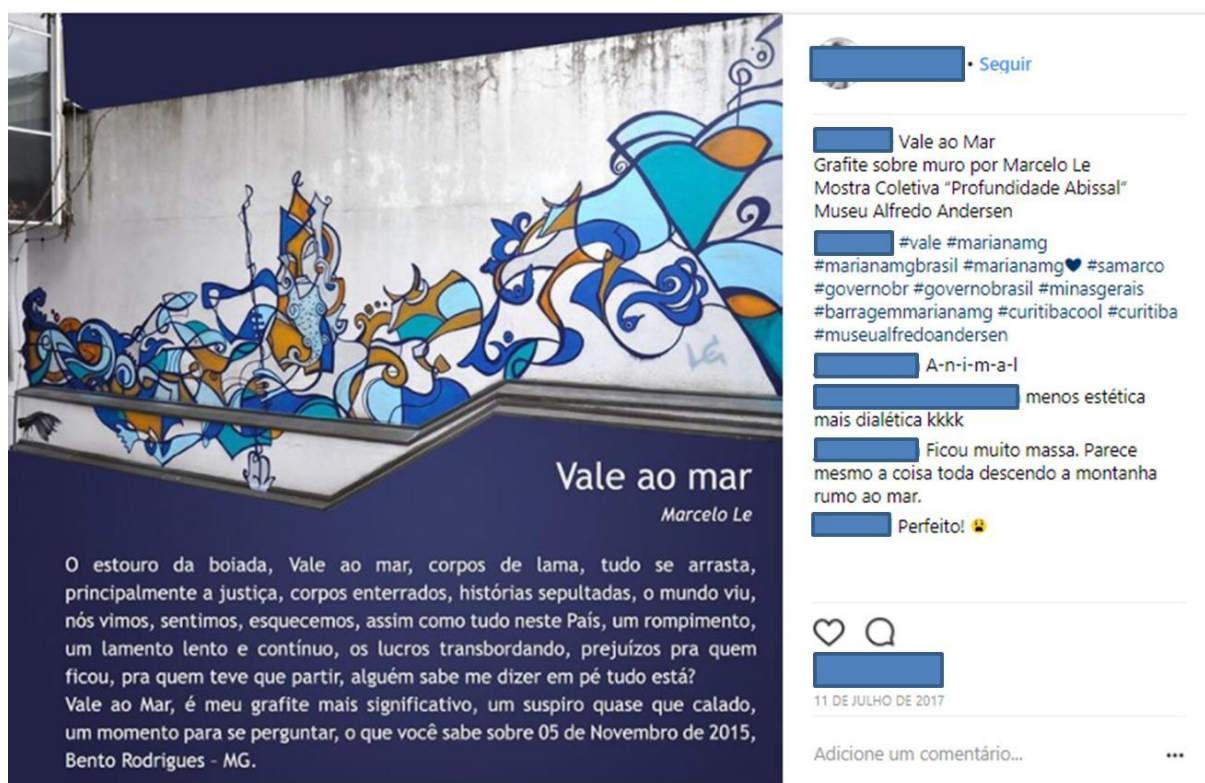 LG
Vale ao mar
Marcelo Le
O estouro da boiada, Vale ao mar, corpos de lama, tudo se arrasta,
principalmente a justiça, corpos enterrados, histórias sepultadas, o mundo viu,
nós vimos, sentimos, esquecemos, assim como tudo neste País, um rompimento,
um lamento lento e contínuo, os lucros transbordando, prejuízos pra quem
ficou, pra quem teve que partir, alguém sabe me dizer em pé tudo está?
Vale ao Mar, é meu grafite mais significativo, um suspiro quase que calado,
um momento para se perguntar, o que você sabe sobre 05 de Novembro de 2015,
Bento Rodrigues – MG.
• Seguir
Vale ao Mar
Grafite sobre muro por Marcelo Le
Mostra Coletiva “Profundidade Abissal”
Museu Alfredo Andersen
#vale #marianamg
#marianamgbrasil #marianamg🖤 #samarco
#governobr #governobrasil #minasgerais
#barragemmarianamg #curitibacool #curitiba
#museualfredoandersen
A-n-i-m-a-l
menos estética
mais dialética kkkk
Ficou muito massa. Parece
mesmo a coisa toda descendo a montanha
rumo ao mar.
Perfeito! 😫
11 DE JULHO DE 2017
Adicione um comentário...